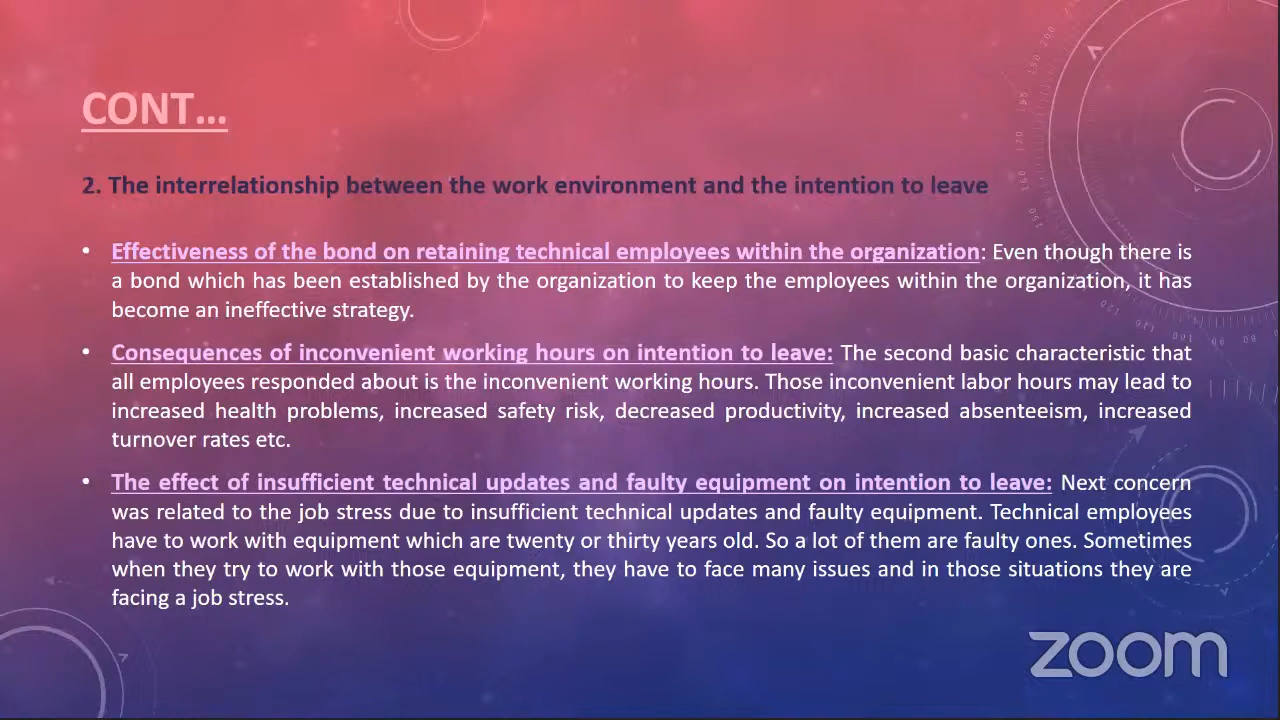 CONT...
2. The interrelationship between the work environment and the intention to leave
• Effectiveness of the bond on retaining technical employees within the organization: Even though there is
a bond which has been established by the organization to keep the employees within the organization, it has
become an ineffective strategy.
• Consequences of inconvenient working hours on intention to leave: The second basic characteristic that
all employees responded about is the inconvenient working hours. Those inconvenient labor hours may lead to
increased health problems, increased safety risk, decreased productivity, increased absenteeism, increased
turnover rates etc.
• The effect of insufficient technical updates and faulty equipment on intention to leave: Next concern
was related to the job stress due to insufficient technical updates and faulty equipment. Technical employees
have to work with equipment which are twenty or thirty years old. So a lot of them are faulty ones. Sometimes
when they try to work with those equipment, they have to face many issues and in those situations they are
facing a job stress.
zoom